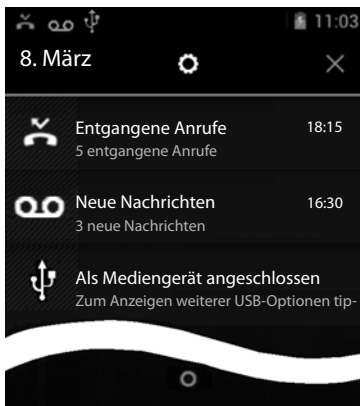 11:03
8. März
Entgangene Anrufe 18:15
5 entgangene Anrufe
Neue Nachrichten 16:30
3 neue Nachrichten
Als Mediengerät angeschlossen
Zum Anzeigen weiterer USB-Optionen tip-